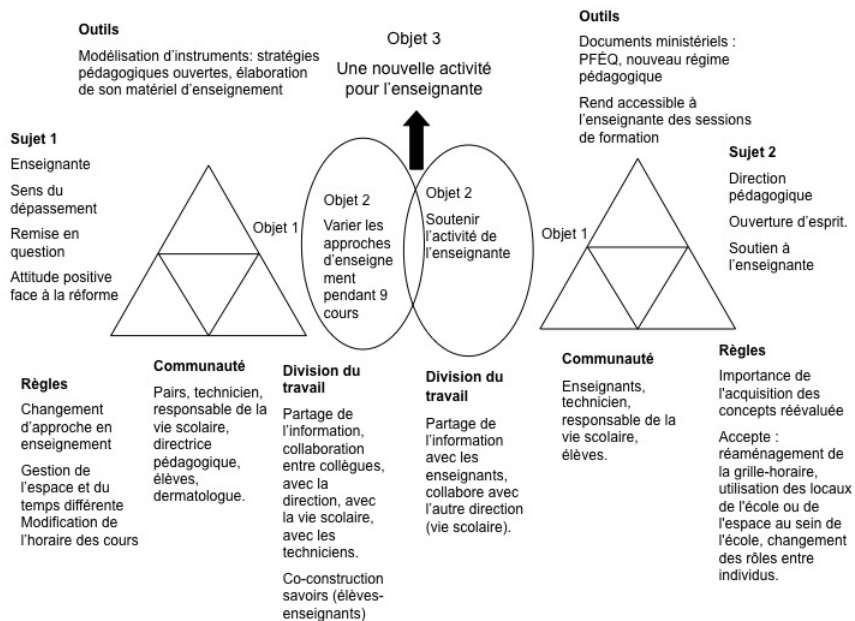 Outils
Modélisation d'instruments: stratégies
pédagogiques ouvertes, élaboration
de son matériel d'enseignement
Objet 3
Une nouvelle activité
pour l'enseignante
Outils
Documents ministériels :
PFÉQ, nouveau régime
pédagogique
Rend accessible à
l'enseignante des sessions
de formation
Sujet 1
Enseignante
Sens du
dépassement
Remise en
question
Attitude positive
face à la réforme
Objet 1
Objet 2
Varier les
approches
d'enseigne
ment
pendant 9
cours
Objet 2
Soutenir
l'activité de
l'enseignante
Objet 1
Sujet 2
Direction
pédagogique
Ouverture d'esprit.
Soutien à
l'enseignante
Règles
Changement
d'approche en
enseignement
Gestion de
l'espace et du
temps différente
Modification de
l'horaire des cours
Communauté
Pairs, technicien,
responsable de la
vie scolaire,
directrice
pédagogique,
élèves,
dermatologue.
Division du
travail
Partage de
l'information,
collaboration
entre collègues,
avec la
direction, avec
la vie scolaire,
avec les
techniciens.
Co-construction
savoirs (élèves-
enseignants)
Division du
travail
Partage de
l'information
avec les
enseignants,
collabore avec
l'autre direction
(vie scolaire).
Communauté
Enseignants,
technicien,
responsable de la
vie scolaire,
élèves.
Règles
Importance de
l'acquisition des
concepts réévaluée
Accepte :
réaménagement de
la grille-horaire,
utilisation des locaux
de l'école ou de
l'espace au sein de
l'école, changement
des rôles entre
individus.